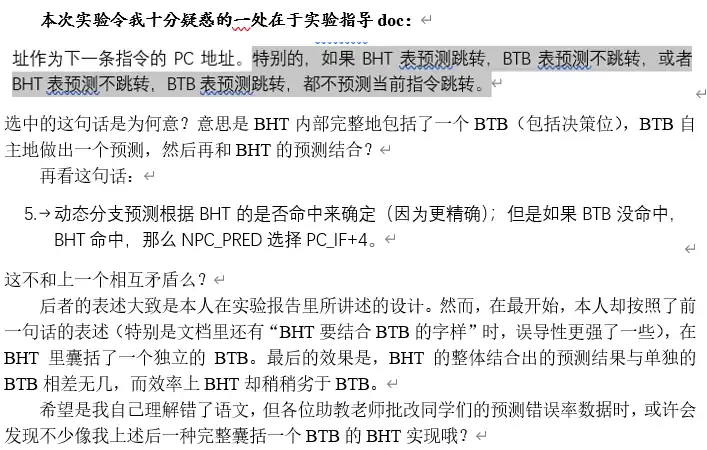 本次实验令我十分疑惑的一处在于实验指导 doc：
址作为下一条指令的 PC 地址。特别的，如果 BHT 表预测跳转，BTB 表预测不跳转，或者
BHT 表预测不跳转，BTB 表预测跳转，都不预测当前指令跳转。
选中的这句话是为何意？意思是 BHT 内部完整地包括了一个 BTB（包括决策位），BTB 自
主地做出一个预测，然后再和 BHT 的预测结合？
再看这句话：
5.→动态分支预测根据 BHT 的是否命中来确定（因为更精确）；但是如果 BTB 没命中，
BHT 命中，那么 NPC_PRED 选择 PC_IF+4。
这不和上一个相互矛盾么？
后者的表述大致是本人在实验报告里所讲述的设计。然而，在最开始，本人却按照了前
一句话的表述（特别是文档里还有“BHT 要结合 BTB 的字样”时，误导性更强了一些），在
BHT 里囊括了一个独立的 BTB。最后的效果是，BHT 的整体结合出的预测结果与单独的
BTB 相差无几，而效率上 BHT 却稍稍劣于 BTB。
希望是我自己理解错了语文，但各位助教老师批改同学们的预测错误率数据时，或许会
发现不少像我上述后一种完整囊括一个 BTB 的 BHT 实现哦？